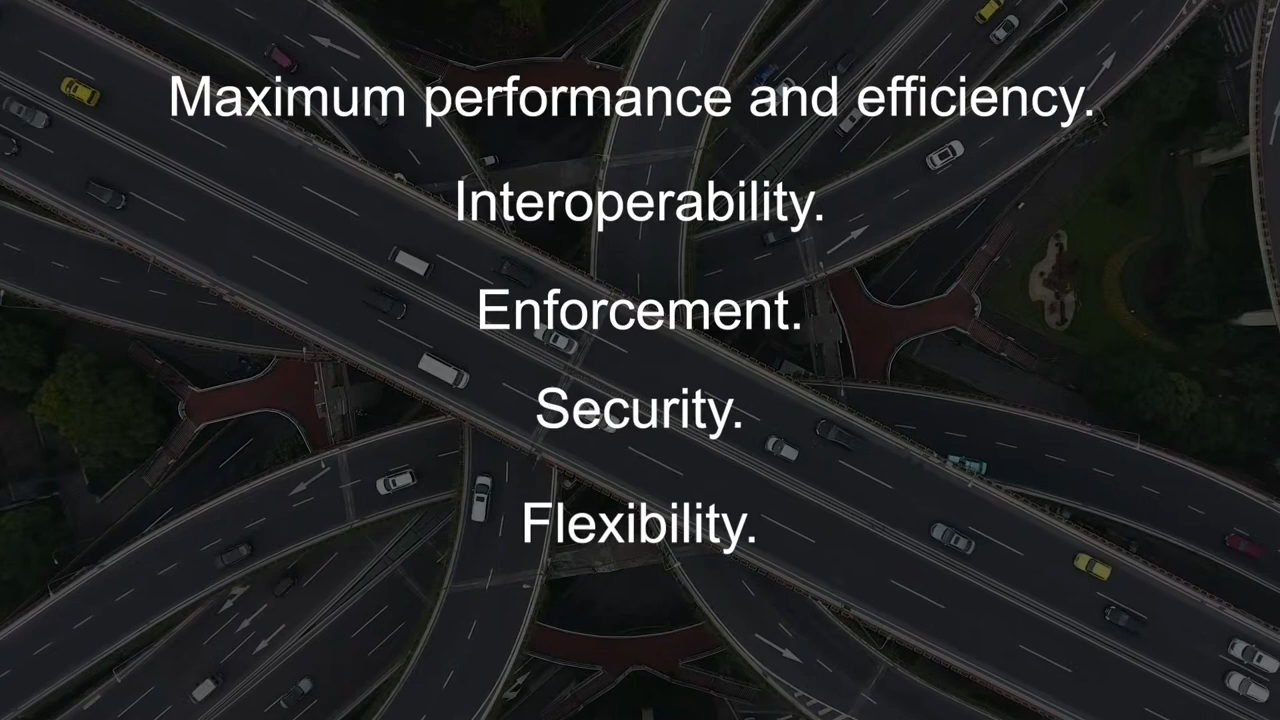 Maximum performance and efficiency.
Interoperability.
Enforcement.
Security.
Flexibility.